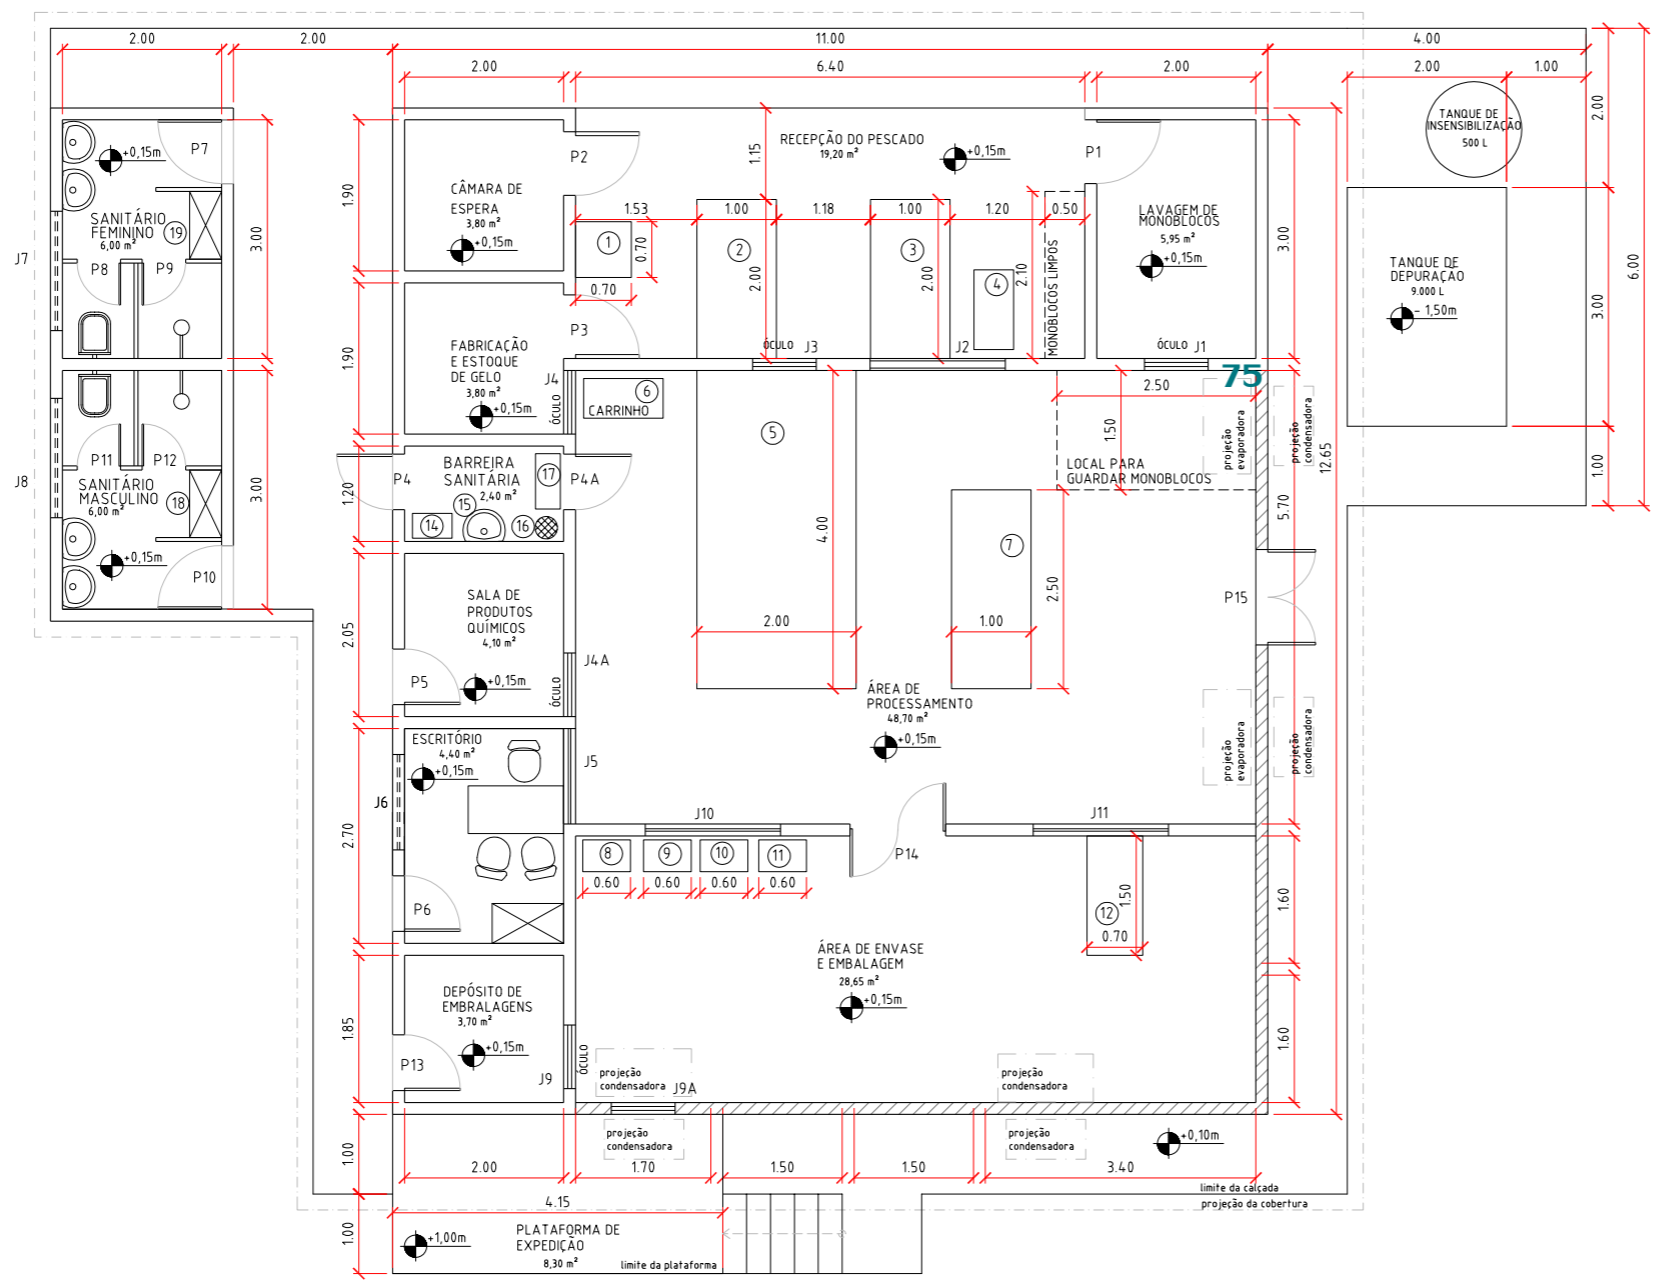 2.00
2.00
11.00
4.00
2.00
6.40
2.00
2.00
1.00
TANQUE DE
INSENSIBILIZAÇÃO
500 L
2.00
6.00
P7
+0,15m
SANITÁRIO
FEMININO
6,00 m²
19
3.00
J7
P8
P9
1.90
CÂMARA DE
ESPERA
3,80 m²
+0,15m
P2
RECEPÇÃO DO PESCADO
19,20 m²
+0,15m
1.15
P1
1.53
1.00
1.18
1.00
1.20
0.50
1
0.70
0.70
2
2.00
3
2.00
4
2.10
MONOBLOCOS LIMPOS
LAVAGEM DE
MONOBLOCOS
5,95 m²
+0,15m
3.00
TANQUE DE
DEPURAÇÃO
9.000 L
- 1,50m
3.00
1.00
1.90
FABRICAÇÃO
E ESTOQUE
DE GELO
3,80 m²
+0,15m
P3
J4
ÓCULO
ÓCULO J3
J2
ÓCULO J1
75
6
CARRINHO
5
4.00
2.00
2.50
1.50
LOCAL PARA
GUARDAR MONOBLOCOS
projeção
evaporadora
projeção
condensadora
12.65
5.70
J8
P11
P12
SANITÁRIO
MASCULINO
6,00 m²
18
3.00
+0,15m
P10
P4
1.20
BARREIRA
SANITÁRIA
2,40 m²
17
P4A
14
15
16
7
2.50
1.00
P15
2.05
SALA DE
PRODUTOS
QUÍMICOS
4,10 m²
+0,15m
P5
J4A
ÓCULO
ÁREA DE
PROCESSAMENTO
48,70 m²
+0,15m
projeção
evaporadora
projeção
condensadora
ESCRITÓRIO
4,40 m²
+0,15m
J5
J6
2.70
P6
J10
J11
P14
8
9
10
11
0.60
0.60
0.60
0.60
12
1.50
0.70
1.60
1.60
ÁREA DE ENVASE
E EMBALAGEM
28,65 m²
+0,15m
1.85
DEPÓSITO DE
EMBRALAGENS
3,70 m²
+0,15m
P13
J9
ÓCULO
projeção
condensadora
J9A
projeção
condensadora
projeção
condensadora
projeção
condensadora
+0,10m
1.00
2.00
1.70
1.50
1.50
3.40
limite da calçada
projeção da cobertura
4.15
1.00
+1,00m
PLATAFORMA DE
EXPEDIÇÃO
8,30 m²
limite da plataforma